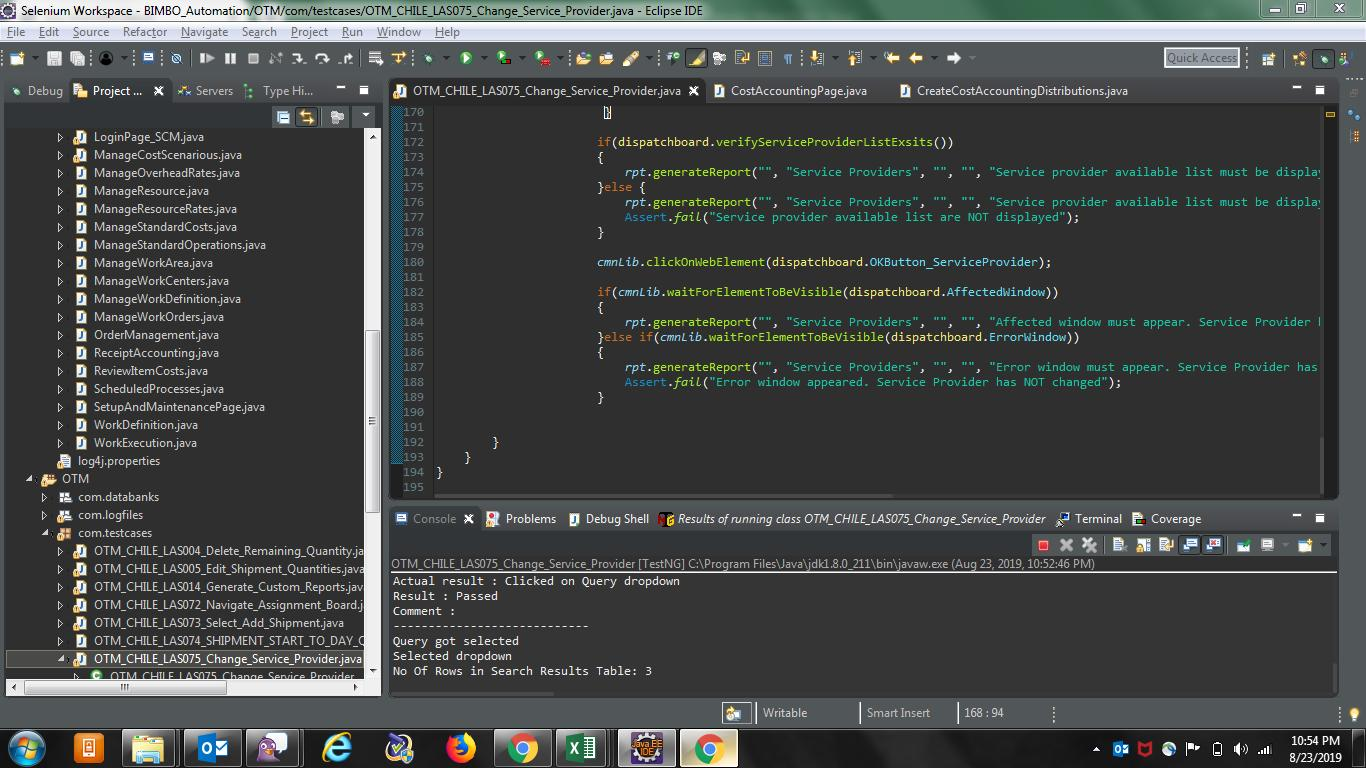 Selenium Workspace - BIMBO_Automation/OTM/com/testcases/OTM_CHILE_LAS075_Change_Service_Provider.java - Eclipse IDE
File Edit Source Refactor Navigate Search Project Run Window Help
Quick Access
Debug Project ... Servers Type Hi...
LoginPage_SCM.java
ManageCostScenarious.java
ManageOverheadRates.java
ManageResource.java
ManageResourceRates.java
ManageStandardCosts.java
ManageStandardOperations.java
ManageWorkArea.java
ManageWorkCenters.java
ManageWorkDefinition.java
ManageWorkOrders.java
OrderManagement.java
ReceiptAccounting.java
ReviewItemCosts.java
ScheduledProcesses.java
SetupAndMaintenancePage.java
WorkDefinition.java
WorkExecution.java
log4j.properties
OTM
com.databanks
com.logfiles
com.testcases
OTM_CHILE_LAS004_Delete_Remaining_Quantity.ja
OTM_CHILE_LAS005_Edit_Shipment_Quantities.java
OTM_CHILE_LAS014_Generate_Custom_Reports.java
OTM_CHILE_LAS072_Navigate_Assignment_Board.j
OTM_CHILE_LAS073_Select_Add_Shipment.java
OTM_CHILE_LAS074_SHIPMENT_START_TO_DAY_Q
OTM_CHILE_LAS075_Change_Service_Provider.java
OTM_CHILE_LAS075_Change_Service_Provider
OTM_CHILE_LAS075_Change_Service_Provider.java CostAccountingPage.java CreateCostAccountingDistributions.java
170 }
171
172 if(dispatchboard.verifyServiceProviderListExsits())
173 {
174 rpt.generateReport("", "Service Providers", "", "", "Service provider available list must be display
175 }else {
176 rpt.generateReport("", "Service Providers", "", "", "Service provider available list must be display
177 Assert.fail("Service provider available list are NOT displayed");
178 }
179
180 cmnLib.clickOnWebElement(dispatchboard.OKButton_ServiceProvider);
181
182 if(cmnLib.waitForElementToBeVisible(dispatchboard.AffectedWindow))
183 {
184 rpt.generateReport("", "Service Providers", "", "", "Affected window must appear. Service Provider
185 }else if(cmnLib.waitForElementToBeVisible(dispatchboard.ErrorWindow))
186 {
187 rpt.generateReport("", "Service Providers", "", "", "Error window must appear. Service Provider has
188 Assert.fail("Error window appeared. Service Provider has NOT changed");
189 }
190
191
192 }
193 }
194 }
195
Console Problems Debug Shell Results of running class OTM_CHILE_LAS075_Change_Service_Provider Terminal Coverage
OTM_CHILE_LAS075_Change_Service_Provider [TestNG] C:\Program Files\Java\jdk1.8.0_211\bin\javaw.exe (Aug 23, 2019, 10:52:46 PM)
Actual result : Clicked on Query dropdown
Result : Passed
Comment :
----------------------------
Query got selected
Selected dropdown
No Of Rows in Search Results Table: 3
Writable Smart Insert 168 : 94
Java EE IDE
10:54 PM
8/23/2019